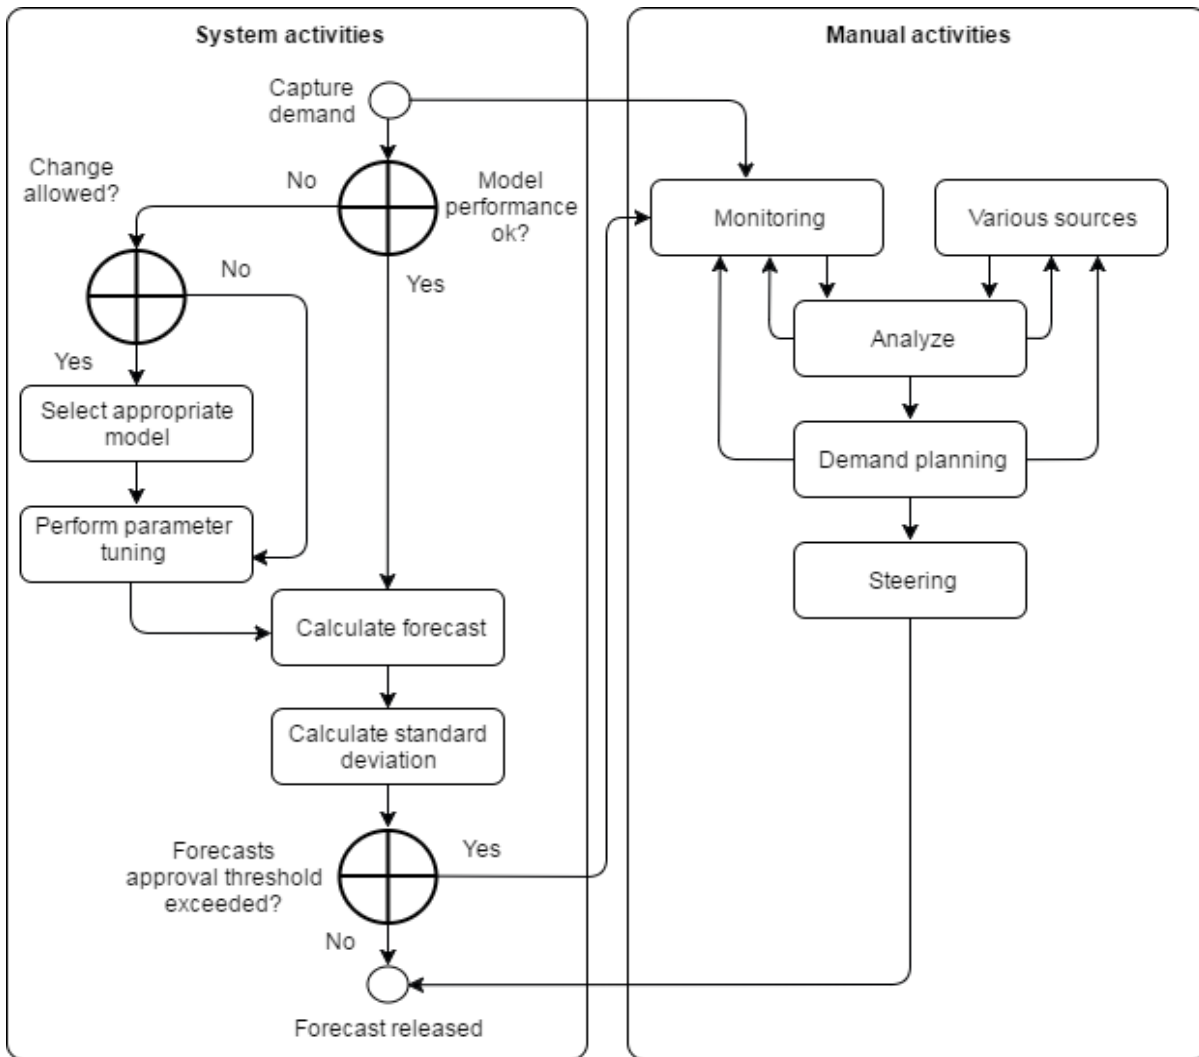 System activities
Manual activities
Capture
demand
Change
allowed?
No
Model
performance
ok?
Monitoring
Various sources
No
Yes
Yes
Analyze
Select appropriate
model
Demand planning
Perform parameter
tuning
Steering
Calculate forecast
Calculate standard
deviation
Forecasts
approval threshold
exceeded?
Yes
No
Forecast released